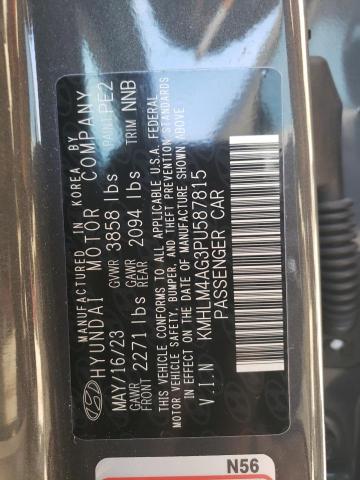 MANUFACTURED IN KOREA BY
HYUNDAI MOTOR COMPANY
MAY/16/23 GVWR 3858 lbs PAINT PE2
GAWR FRONT 2271 lbs GAWR REAR 2094 lbs TRIM NNB
THIS VEHICLE CONFORMS TO ALL APPLICABLE U.S.A. FEDERAL
MOTOR VEHICLE SAFETY, BUMPER, AND THEFT PREVENTION STANDARDS
IN EFFECT ON THE DATE OF MANUFACTURE SHOWN ABOVE
V.I.N KMHLM4AG3PU587815
PASSENGER CAR
N56